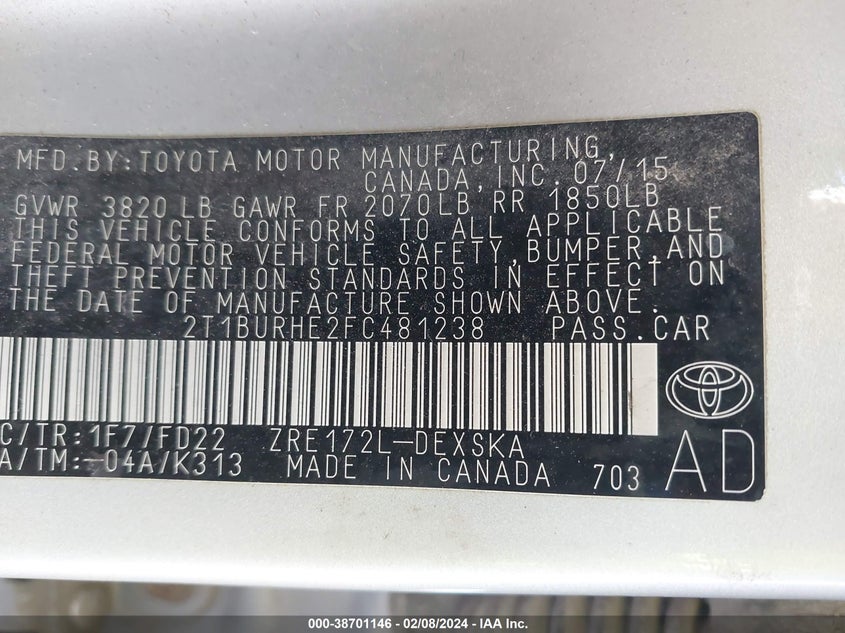 MFD.BY:TOYOTA MOTOR MANUFACTURING,
CANADA,INC. 07/15
GVWR 3820 LB GAWR FR 2070LB RR 1850LB
THIS VEHICLE CONFORMS TO ALL APPLICABLE
FEDERAL MOTOR VEHICLE SAFETY,BUMPER,AND
THEFT PREVENTION STANDARDS IN EFFECT ON
THE DATE OF MANUFACTURE SHOWN ABOVE.
2T1BURHE2FC481238 PASS.CAR
C/TR:1F7/FD22 ZRE172L-DEXSKA
A/TM:-04A/K313 MADE IN CANADA 703 AD
000-38701146 - 02/08/2024 - IAA Inc.